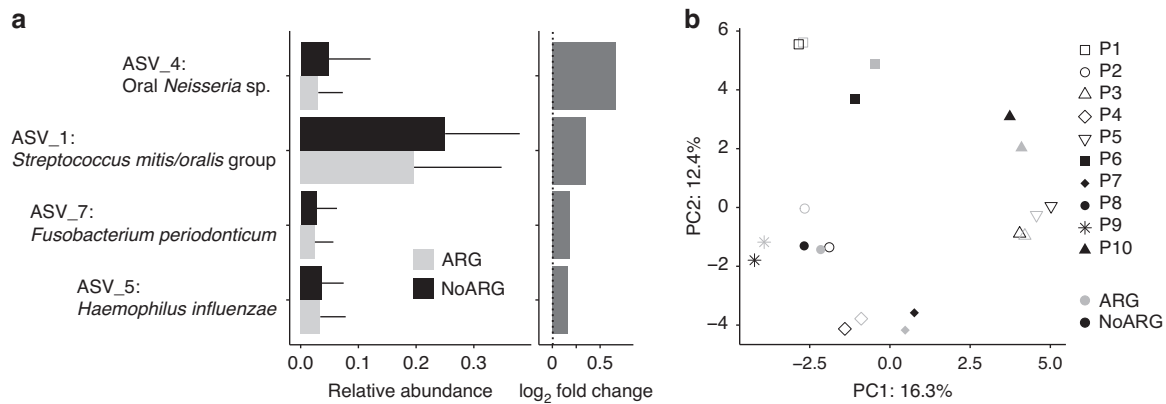 a
ASV_4:
Oral Neisseria sp.
ASV_1:
Streptococcus mitis/oralis group
ASV_7:
Fusobacterium periodonticum
ASV_5:
Haemophilus influenzae
ARG
NoARG
0.0 0.1 0.2 0.3
Relative abundance
0 0.5
log₂ fold change
b
6
4
2
0
−2
−4
PC2: 12.4%
−2.5 0.0 2.5 5.0
PC1: 16.3%
P1
P2
P3
P4
P5
P6
P7
P8
P9
P10
ARG
NoARG